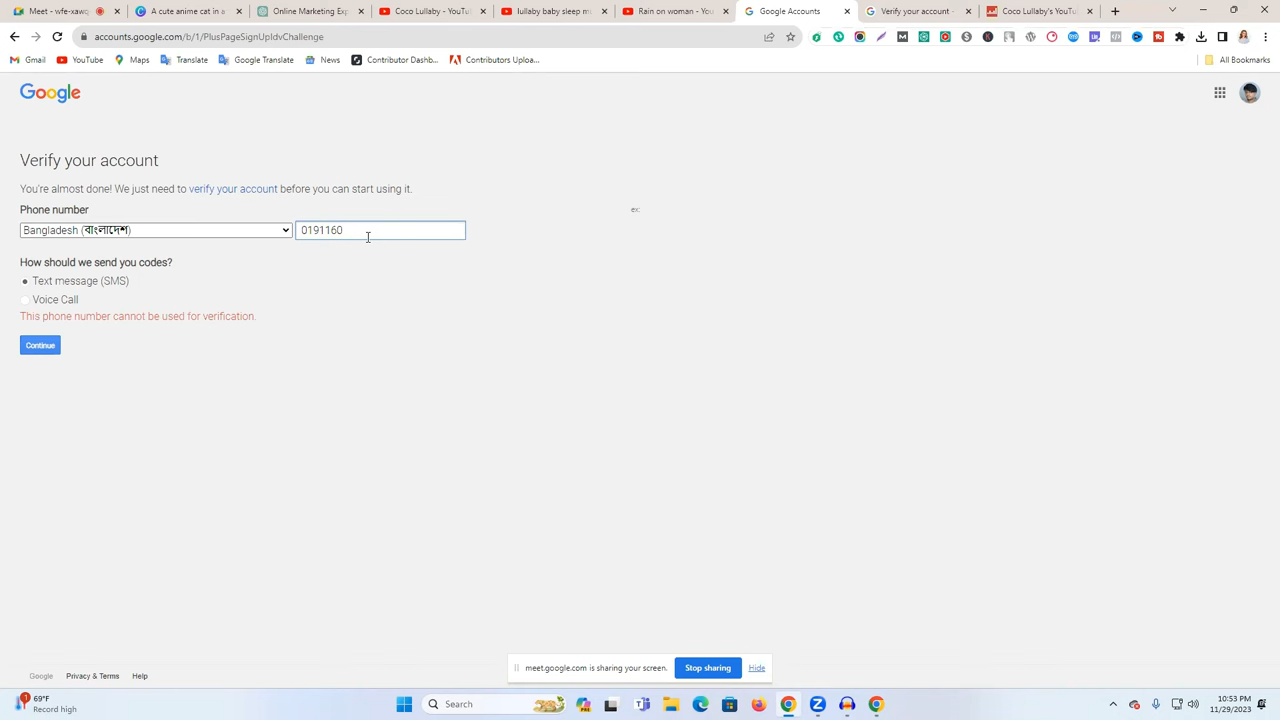 Meet - wfe-xawq
A cute anime cat in a
Online Marketing Exp
Coco Lullaby - YouTu
lullaby baby sleep m
Rain on woman - You
Google Accounts
Verify your account -
Coco Lullaby's YouTu
accounts.google.com/b/1/PlusPageSignUpIdvChallenge
Gmail
YouTube
Maps
Translate
Google Translate
News
Contributor Dashb...
Contributors Uploa...
All Bookmarks
Google
Verify your account
You're almost done! We just need to verify your account before you can start using it.
Phone number
ex:
Bangladesh (বাংলাদেশ)
0191160
How should we send you codes?
Text message (SMS)
Voice Call
This phone number cannot be used for verification.
Continue
meet.google.com is sharing your screen.
Stop sharing
Hide
Google
Privacy & Terms
Help
1
69°F
Record high
Search
10:53 PM
11/29/2023